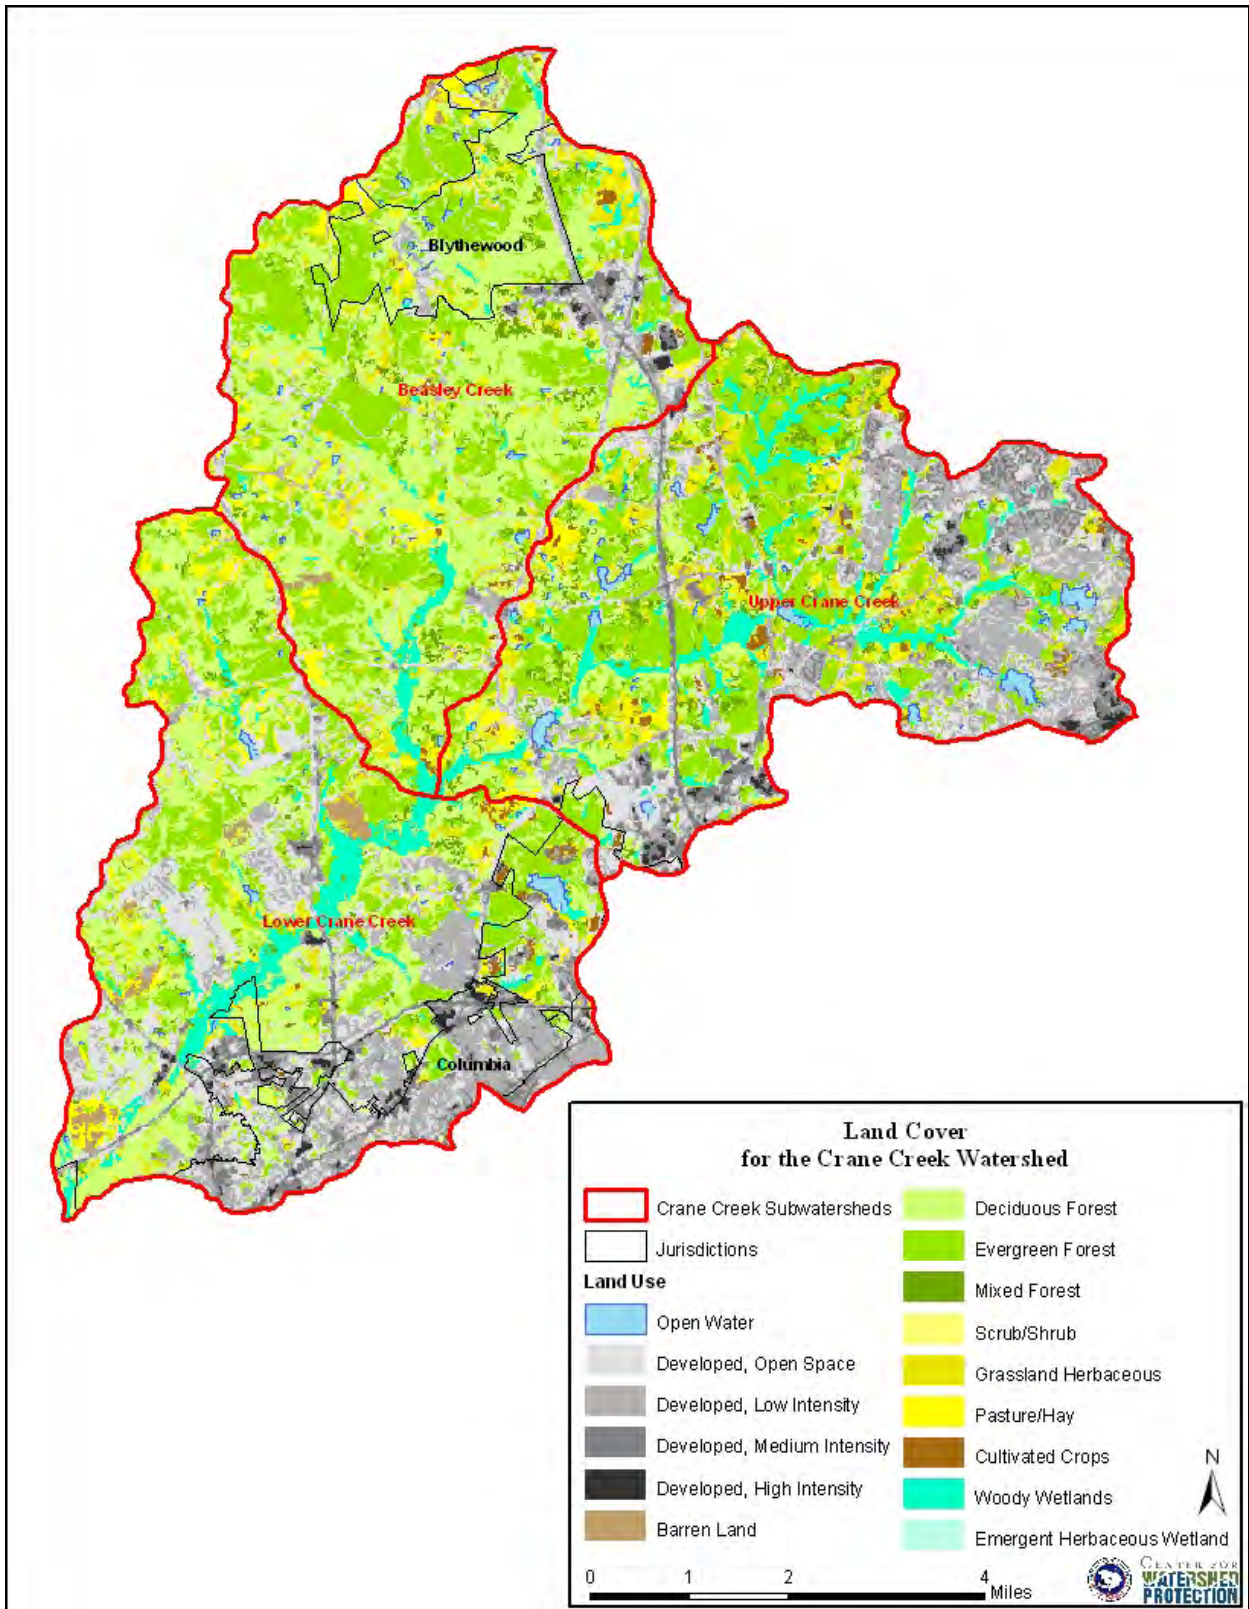 Blythewood
Beasley Creek
Upper Crane Creek
Lower Crane Creek
Columbia
Land Cover
for the Crane Creek Watershed
Crane Creek Subwatersheds
Jurisdictions
Land Use
Open Water
Developed, Open Space
Developed, Low Intensity
Developed, Medium Intensity
Developed, High Intensity
Barren Land
Deciduous Forest
Evergreen Forest
Mixed Forest
Scrub/Shrub
Grassland Herbaceous
Pasture/Hay
Cultivated Crops
Woody Wetlands
Emergent Herbaceous Wetland
N
0 1 2 4
Miles
CENTER FOR
WATERSHED
PROTECTION